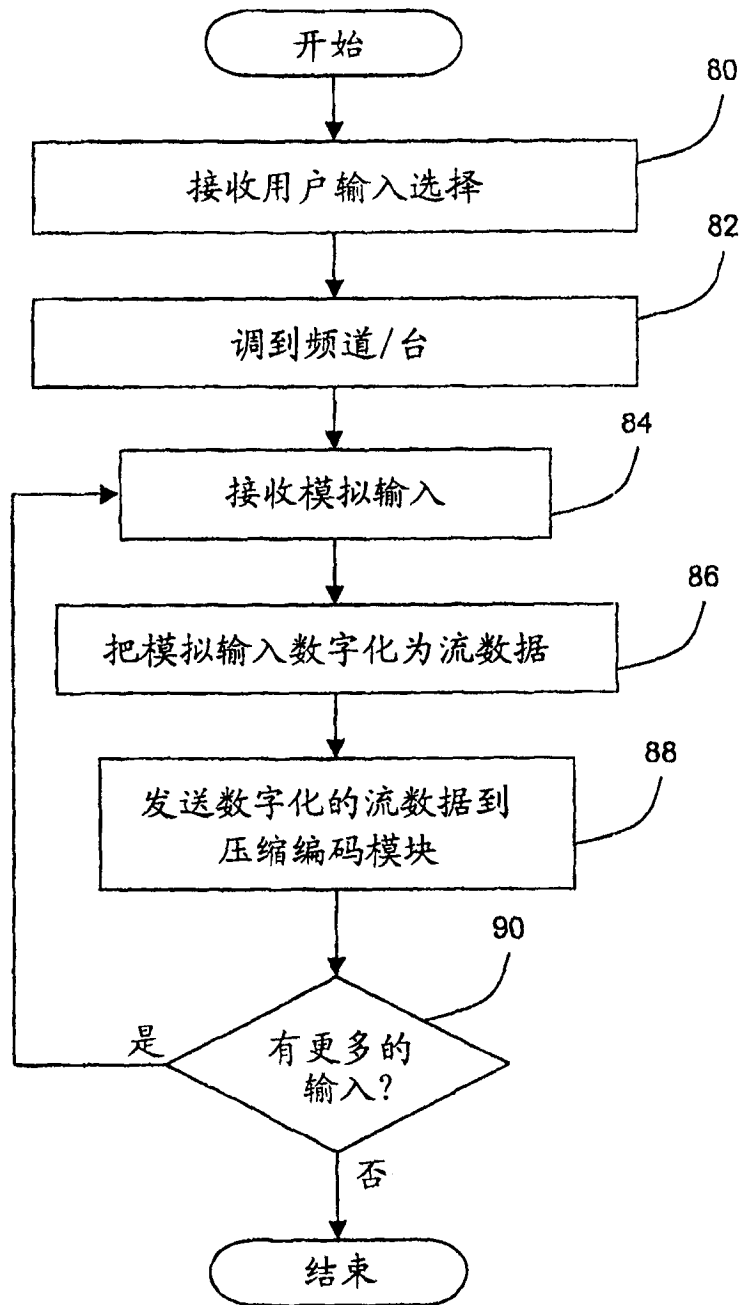 开始
80
接收用户输入选择
82
调到频道/台
84
接收模拟输入
86
把模拟输入数字化为流数据
88
发送数字化的流数据到
压缩编码模块
90
是
有更多的
输入?
否
结束